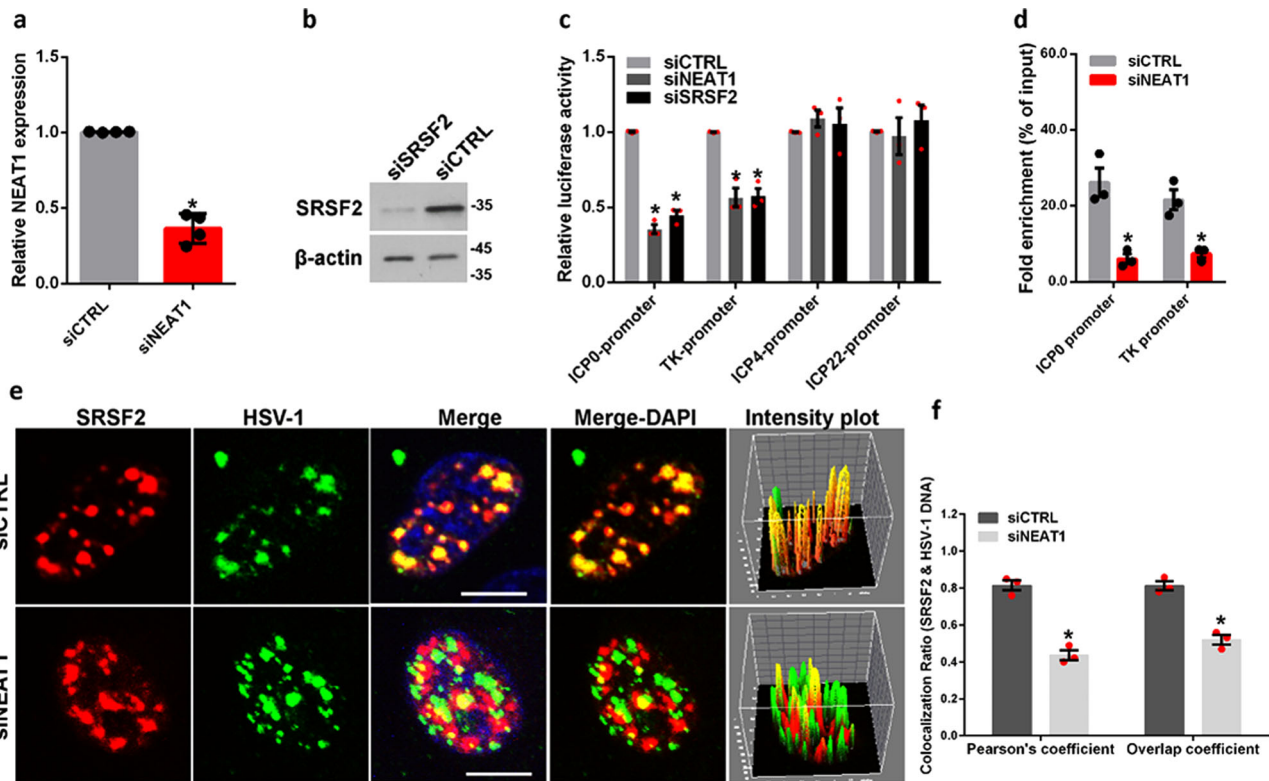 a
Relative NEAT1 expression
1.5
1.0
0.5
0.0
*
siCTRL
siNEAT1
b
siSRSF2
siCTRL
SRSF2
-35
β-actin
-45
-35
c
Relative luciferase activity
1.5
1.0
0.5
0.0
siCTRL
siNEAT1
siSRSF2
* *
* *
ICP0-promoter
TK-promoter
ICP4-promoter
ICP22-promoter
d
Fold enrichment (% of input)
60.0
40.0
20.0
0.0
siCTRL
siNEAT1
*
*
ICP0 promoter
TK promoter
e
SRSF2
HSV-1
Merge
Merge-DAPI
Intensity plot
siCTRL
siNEAT1
f
Colocalization Ratio (SRSF2 & HSV-1 DNA)
1.2
1.0
0.8
0.6
0.4
0.2
0.0
siCTRL
siNEAT1
*
*
Pearson's coefficient
Overlap coefficient